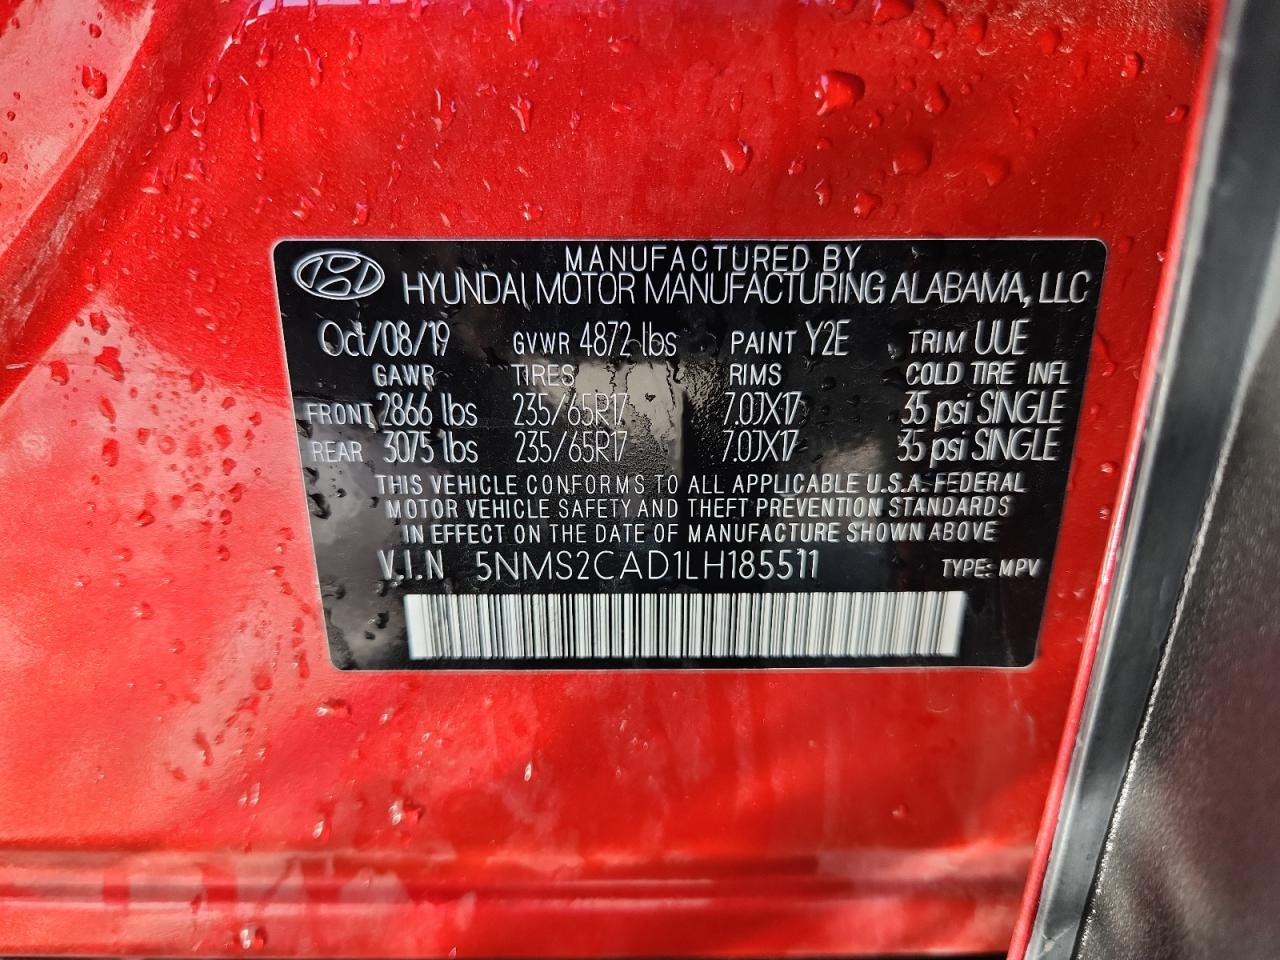 MANUFACTURED BY
HYUNDAI MOTOR MANUFACTURING ALABAMA, LLC
Oct/08/19 GVWR 4872 lbs PAINT Y2E TRIM UUE
GAWR TIRES RIMS COLD TIRE INFL
FRONT 2866 lbs 235/65R17 7.0JX17 35 psi SINGLE
REAR 3075 lbs 235/65R17 7.0JX17 35 psi SINGLE
THIS VEHICLE CONFORMS TO ALL APPLICABLE U.S.A. FEDERAL
MOTOR VEHICLE SAFETY AND THEFT PREVENTION STANDARDS
IN EFFECT ON THE DATE OF MANUFACTURE SHOWN ABOVE
V.I.N 5NMS2CAD1LH185511 TYPE: MPV